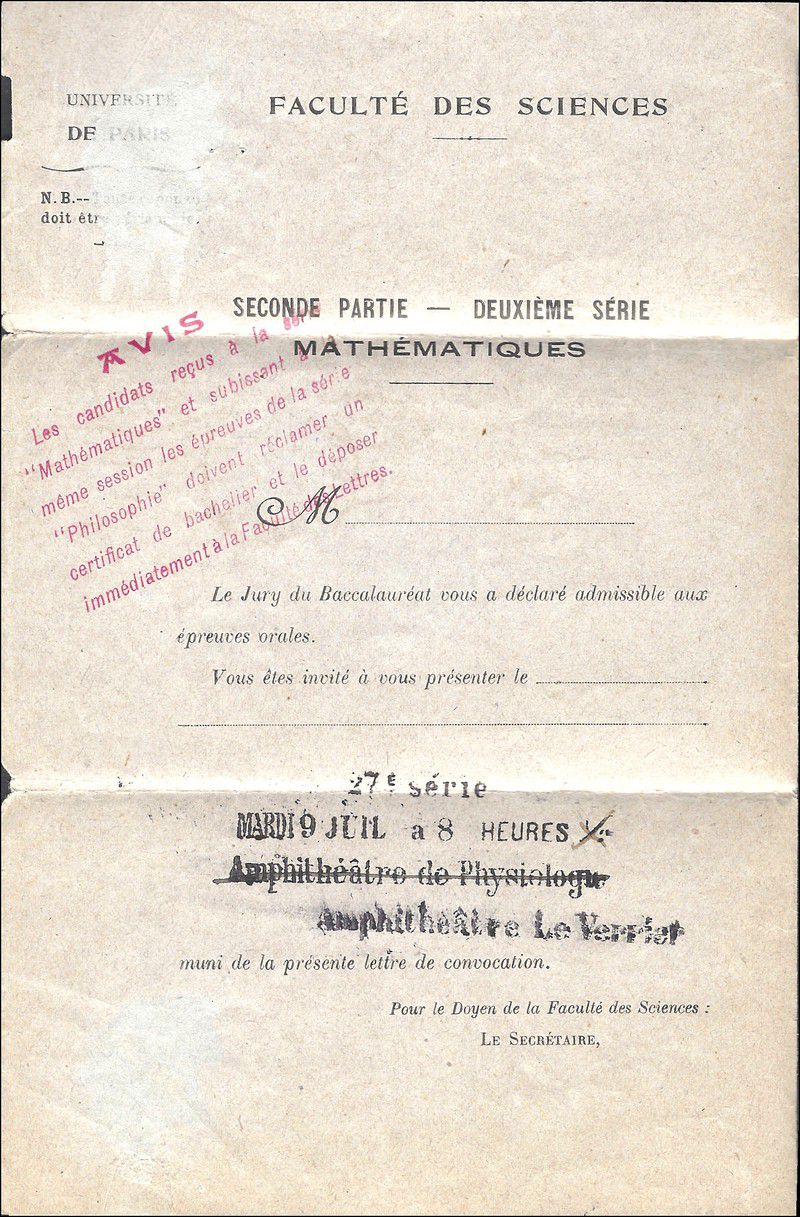 UNIVERSITÉ
DE PARIS
FACULTÉ DES SCIENCES
N. B.--
doit être
SECONDE PARTIE — DEUXIÈME SÉRIE
MATHÉMATIQUES
AVIS
Les candidats reçus à la série
"Mathématiques" et subissant à la
même session les épreuves de la série
"Philosophie" doivent réclamer un
certificat de bachelier et le déposer
immédiatement à la Faculté des Lettres.
M
Le Jury du Baccalauréat vous a déclaré admissible aux
épreuves orales.
Vous êtes invité à vous présenter le
27e série
MARDI 9 JUIL à 8 HEURES
Amphithéâtre de Physiologie
Amphithéâtre Le Verrier
muni de la présente lettre de convocation.
Pour le Doyen de la Faculté des Sciences :
LE SECRÉTAIRE,